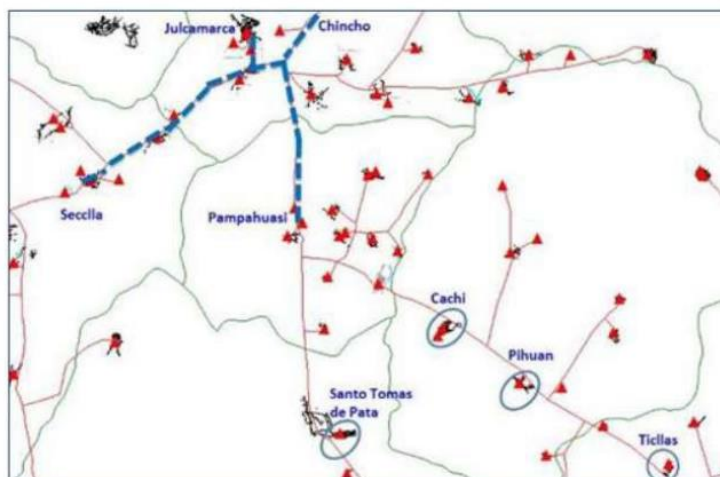 Julcamarca
Chincho
Seccila
Pampahuasi
Cachi
Pihuan
Santo Tomas
de Pata
Ticllas